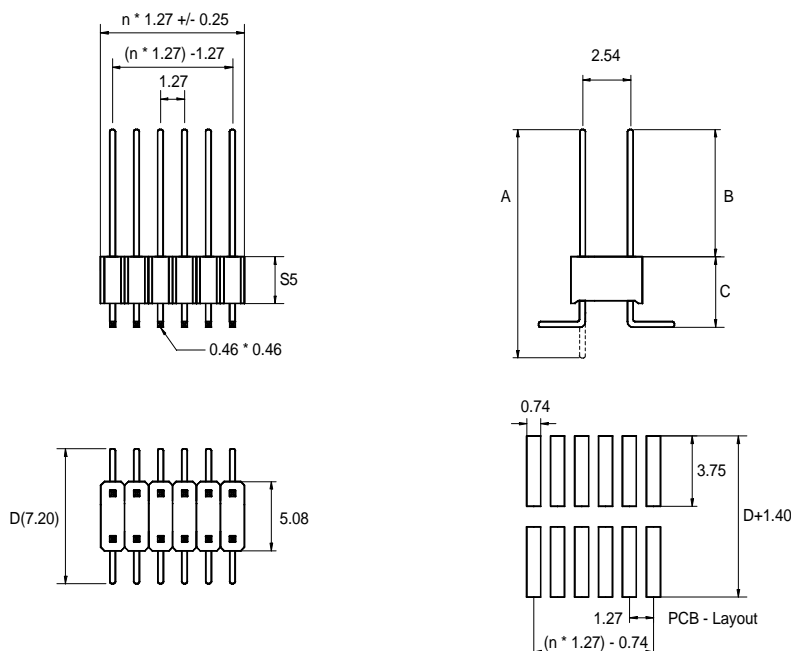 n * 1.27 +/- 0.25
(n * 1.27) -1.27
1.27
S5
0.46 * 0.46
2.54
A
B
C
D(7.20)
5.08
0.74
3.75
D+1.40
1.27
PCB - Layout
(n * 1.27) - 0.74